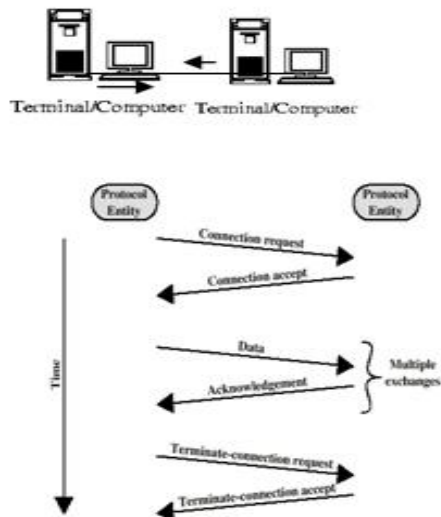 Terminal/Computer Terminal/Computer
Protocol
Entity
Protocol
Entity
Connection request
Connection accept
Time
Data
Acknowledgement
Multiple
exchanges
Terminate-connection request
Terminate-connection accept